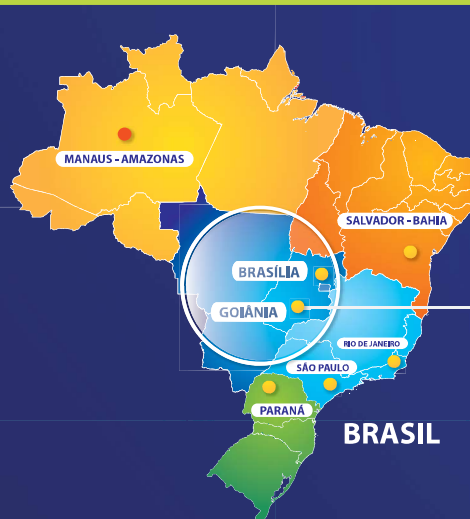 MANAUS - AMAZONAS
SALVADOR - BAHIA
BRASÍLIA
GOIÂNIA
RIO DE JANEIRO
SÃO PAULO
PARANÁ
BRASIL